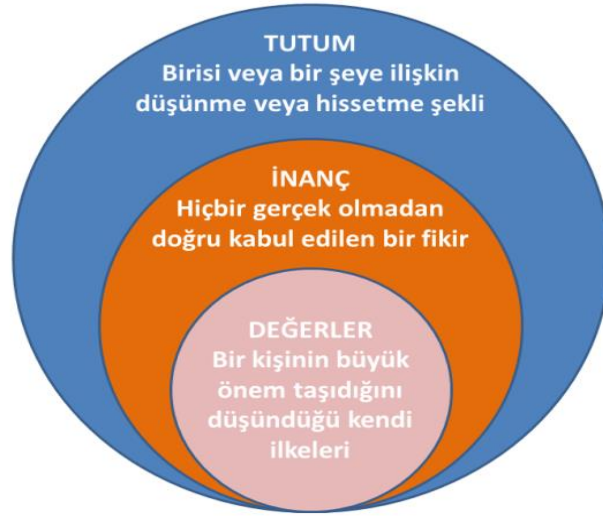 TUTUM
Birisi veya bir şeye ilişkin
düşünme veya hissetme şekli
İNANÇ
Hiçbir gerçek olmadan
doğru kabul edilen bir fikir
DEĞERLER
Bir kişinin büyük
önem taşıdığını
düşündüğü kendi
ilkeleri